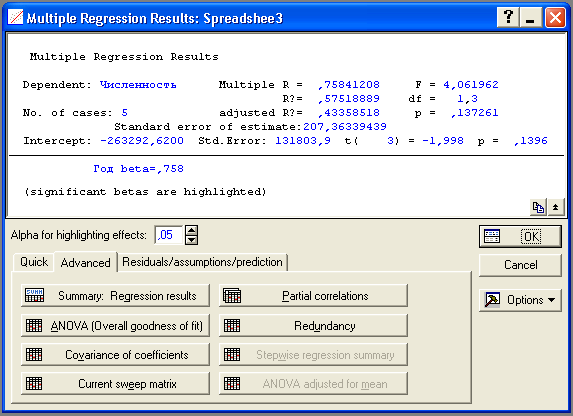 Multiple Regression Results: Spreadshee3
Multiple Regression Results
Dependent: Численность Multiple R = ,75841208 F = 4,061962
R?= ,57518889 df = 1,3
No. of cases: 5 adjusted R?= ,43358518 p = ,137261
Standard error of estimate:207,36339439
Intercept: -263292,6200 Std.Error: 131803,9 t( 3) = -1,998 p = ,1396
Год beta=,758
(significant betas are highlighted)
Alpha for highlighting effects: ,05
OK
Quick Advanced Residuals/assumptions/prediction
Cancel
Summary: Regression results Partial correlations
Options
ANOVA (Overall goodness of fit) Redundancy
Covariance of coefficients Stepwise regression summary
Current sweep matrix ANOVA adjusted for mean